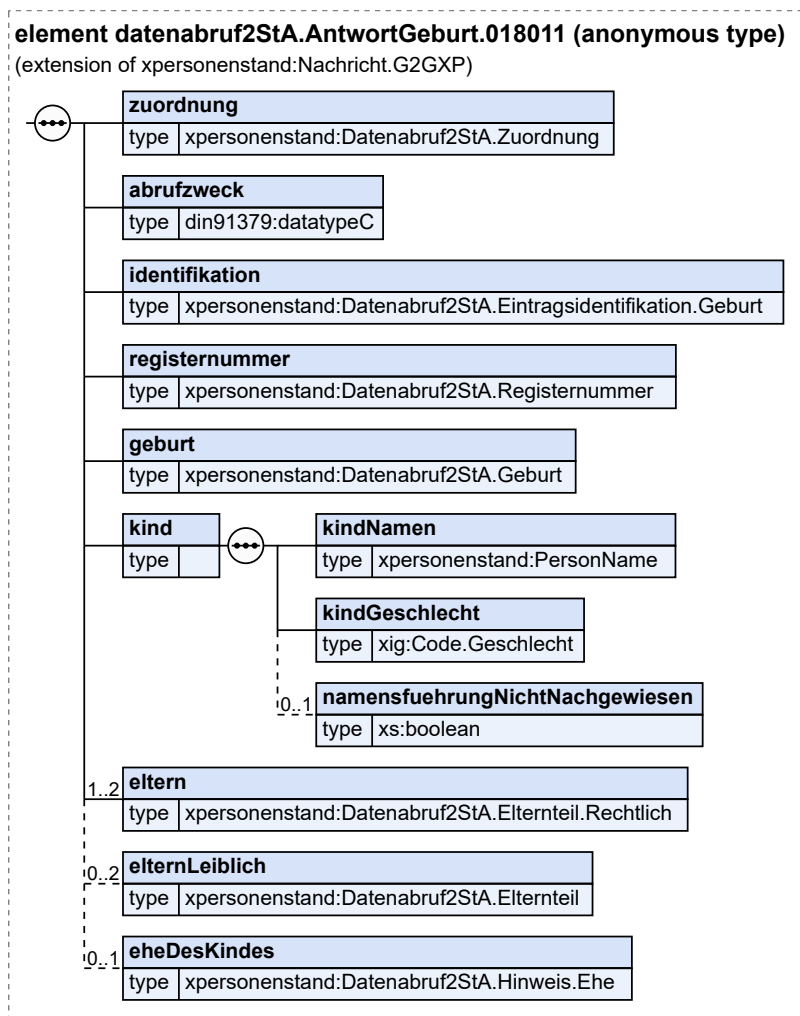 element datenabruf2StA.AntwortGeburt.018011 (anonymous type)
(extension of xpersonenstand:Nachricht.G2GXP)
zuordnung
type xpersonenstand:Datenabruf2StA.Zuordnung
abrufzweck
type din91379:datatypeC
identifikation
type xpersonenstand:Datenabruf2StA.Eintragsidentifikation.Geburt
registernummer
type xpersonenstand:Datenabruf2StA.Registernummer
geburt
type xpersonenstand:Datenabruf2StA.Geburt
kind
type
kindNamen
type xpersonenstand:PersonName
kindGeschlecht
type xig:Code.Geschlecht
0..1 namensfuehrungNichtNachgewiesen
type xs:boolean
1..2 eltern
type xpersonenstand:Datenabruf2StA.Elternteil.Rechtlich
0..2 elternLeiblich
type xpersonenstand:Datenabruf2StA.Elternteil
0..1 eheDesKindes
type xpersonenstand:Datenabruf2StA.Hinweis.Ehe